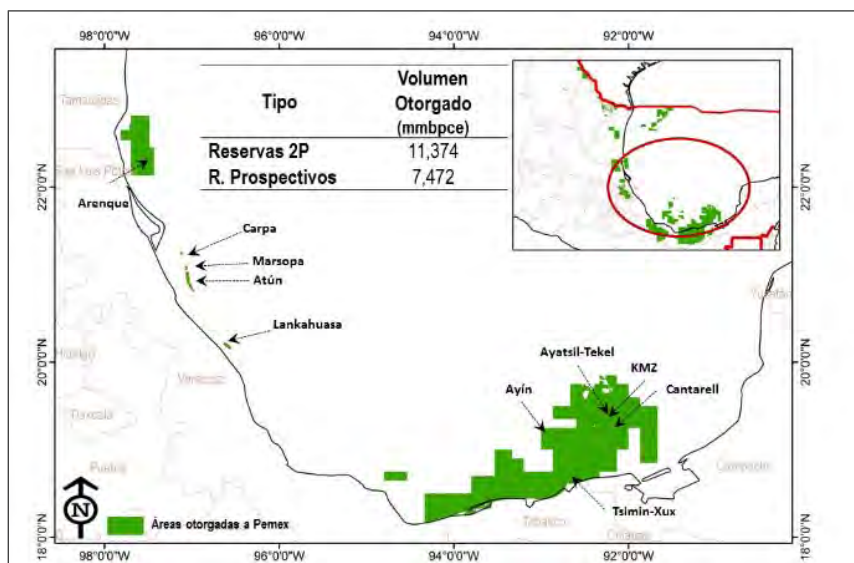 98°0'0"W 96°0'0"W 94°0'0"W 92°0'0"W
Tipo
Volumen
Otorgado
(mmbpce)
Reservas 2P 11,374
R. Prospectivos 7,472
Tamaulipas
San Luis Poto
Arenque
Carpa
Marsopa
Atún
Lankahuasa
Ayatsil-Tekel
KMZ
Ayín
Cantarell
Tsimin-Xux
Hidalgo
Veracruz
Tlaxcala
Puebla
Yucatán
Campeche
Tabasco
Chiapas
22°0'0"N
20°0'0"N
18°0'0"N
22°0'0"N
20°0'0"N
18°0'0"N
N
Áreas otorgadas a Pemex
98°0'0"W 96°0'0"W 94°0'0"W 92°0'0"W